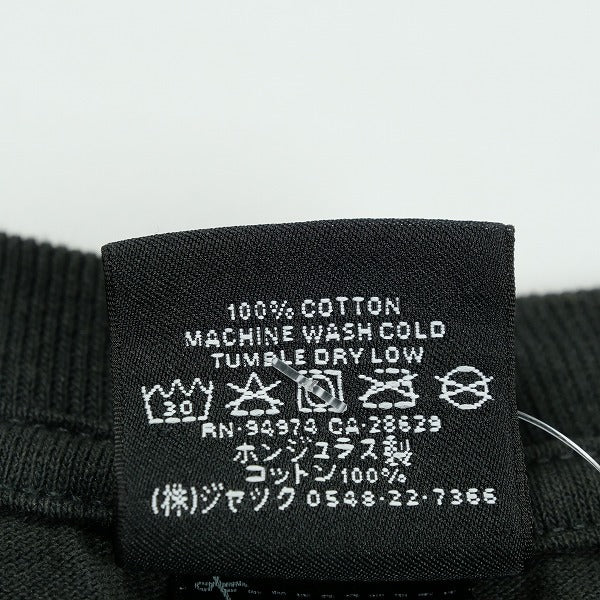 100% COTTON
MACHINE WASH COLD
TUMBLE DRY LOW
30
RN-94974 CA-28629
ホンジュラス製
コットン100%
(株)ジャック 0548-22-7366